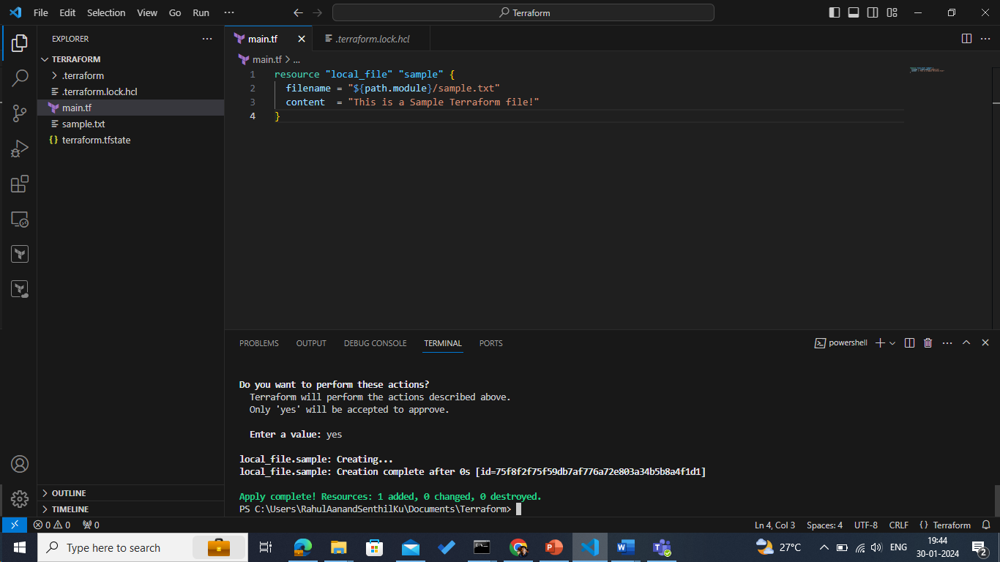 File Edit Selection View Go Run ··· Terraform
EXPLORER ···
TERRAFORM
.terraform
.terraform.lock.hcl
main.tf
sample.txt
{} terraform.tfstate
OUTLINE
TIMELINE
main.tf .terraform.lock.hcl ···
main.tf > ...
1 resource "local_file" "sample" {
2 filename = "${path.module}/sample.txt"
3 content  = "This is a Sample Terraform file!"
4 }
PROBLEMS OUTPUT DEBUG CONSOLE TERMINAL PORTS powershell ···
Do you want to perform these actions?
Terraform will perform the actions described above.
Only 'yes' will be accepted to approve.
Enter a value: yes
local_file.sample: Creating...
local_file.sample: Creation complete after 0s [id=75f8f2f75f59db7af776a72e803a34b5b8a4f1d1]
Apply complete! Resources: 1 added, 0 changed, 0 destroyed.
PS C:\Users\RahulAanandSenthilKu\Documents\Terraform>
0 0 0 Ln 4, Col 3 Spaces: 4 UTF-8 CRLF {} Terraform
Type here to search 27°C ENG
19:44
30-01-2024
2